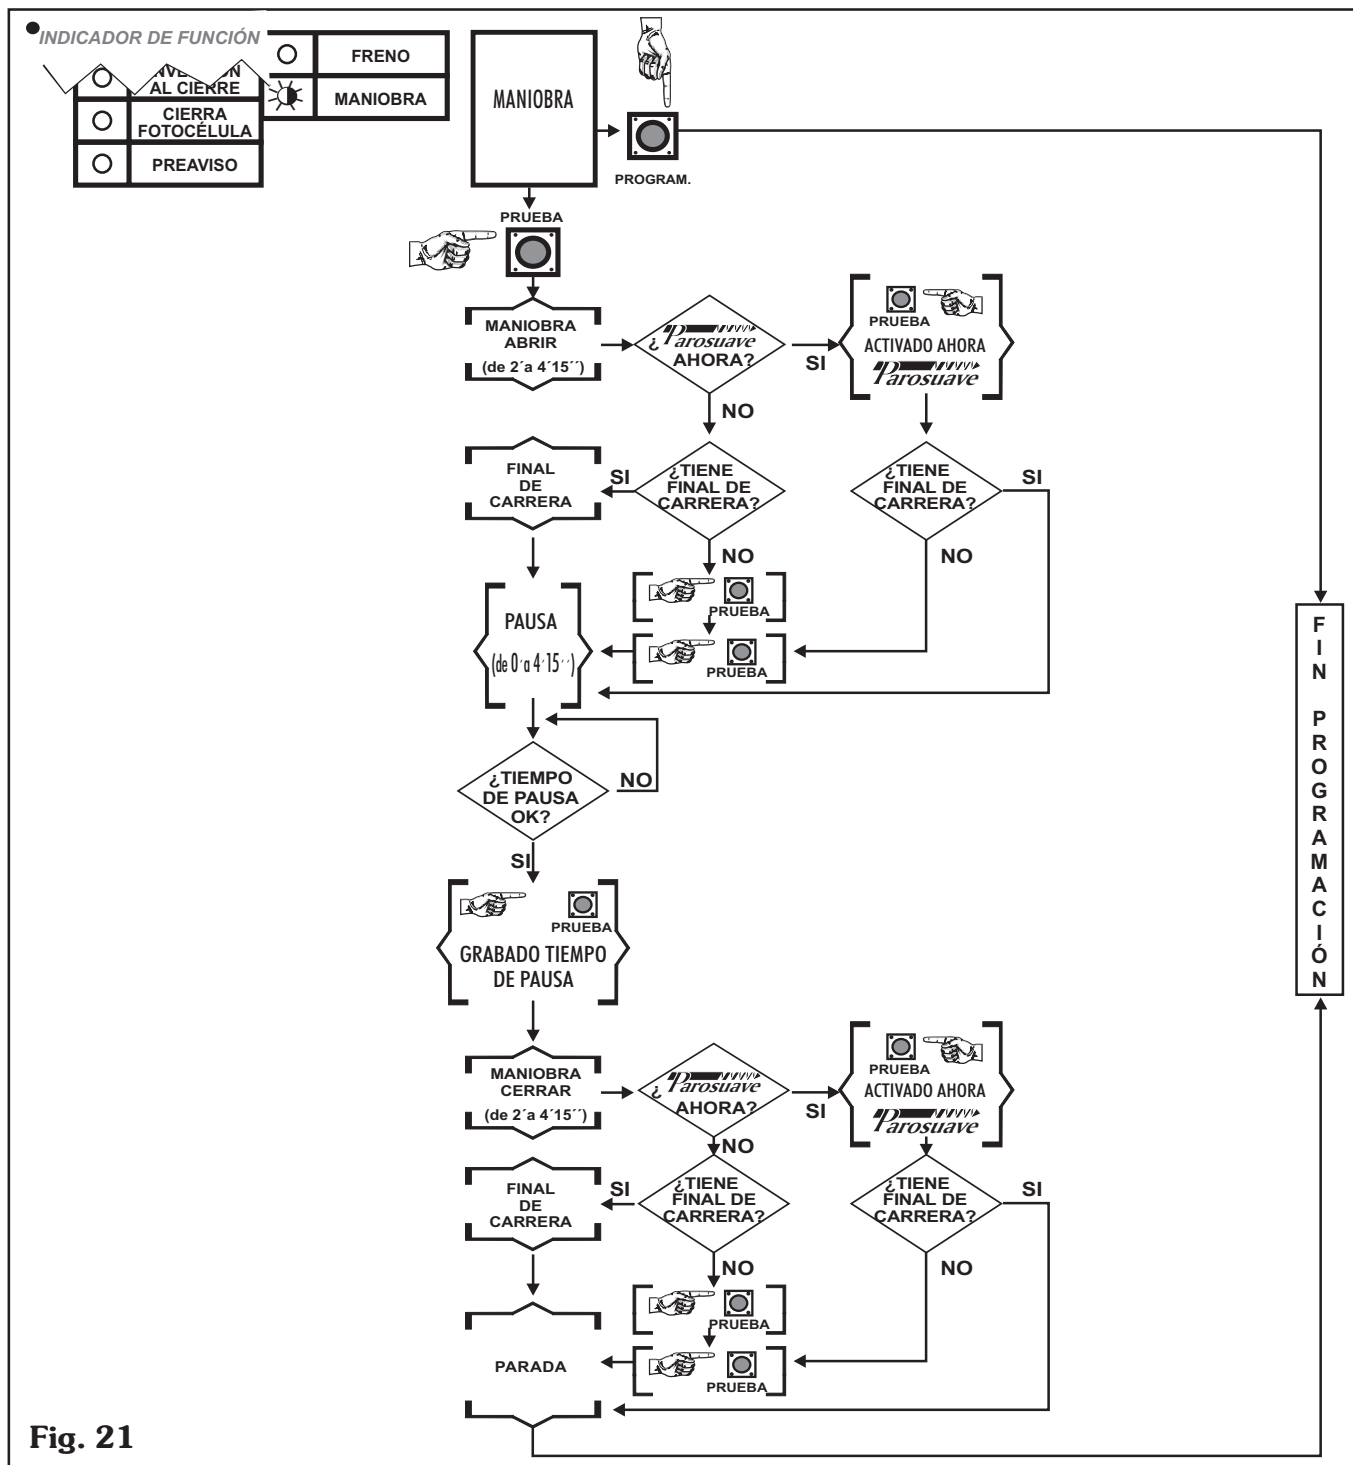 INDICADOR DE FUNCIÓN
FRENO
MANIOBRA
AL CIERRE
CIERRA
FOTOCÉLULA
PREAVISO
MANIOBRA
PROGRAM.
PRUEBA
MANIOBRA
ABRIR
(de 2´a 4´15´´)
¿ Parosuave
AHORA?
SI
NO
PRUEBA
ACTIVADO AHORA
Parosuave
FINAL
DE
CARRERA
SI
¿TIENE
FINAL DE
CARRERA?
NO
¿TIENE
FINAL DE
CARRERA?
SI
NO
PRUEBA
PRUEBA
PAUSA
(de 0´a 4´15´´)
¿TIEMPO
DE PAUSA
OK?
NO
SI
PRUEBA
GRABADO TIEMPO
DE PAUSA
MANIOBRA
CERRAR
(de 2´a 4´15´´)
¿ Parosuave
AHORA?
SI
NO
PRUEBA
ACTIVADO AHORA
Parosuave
FINAL
DE
CARRERA
SI
¿TIENE
FINAL DE
CARRERA?
NO
¿TIENE
FINAL DE
CARRERA?
SI
NO
PRUEBA
PRUEBA
PARADA
FIN PROGRAMACIÓN
Fig. 21